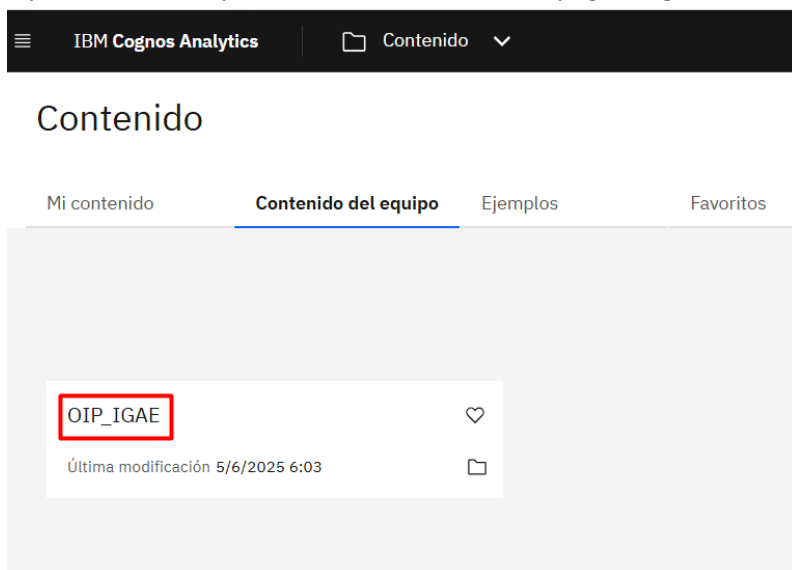 IBM Cognos Analytics Contenido
Contenido
Mi contenido Contenido del equipo Ejemplos Favoritos
OIP_IGAE
Última modificación 5/6/2025 6:03